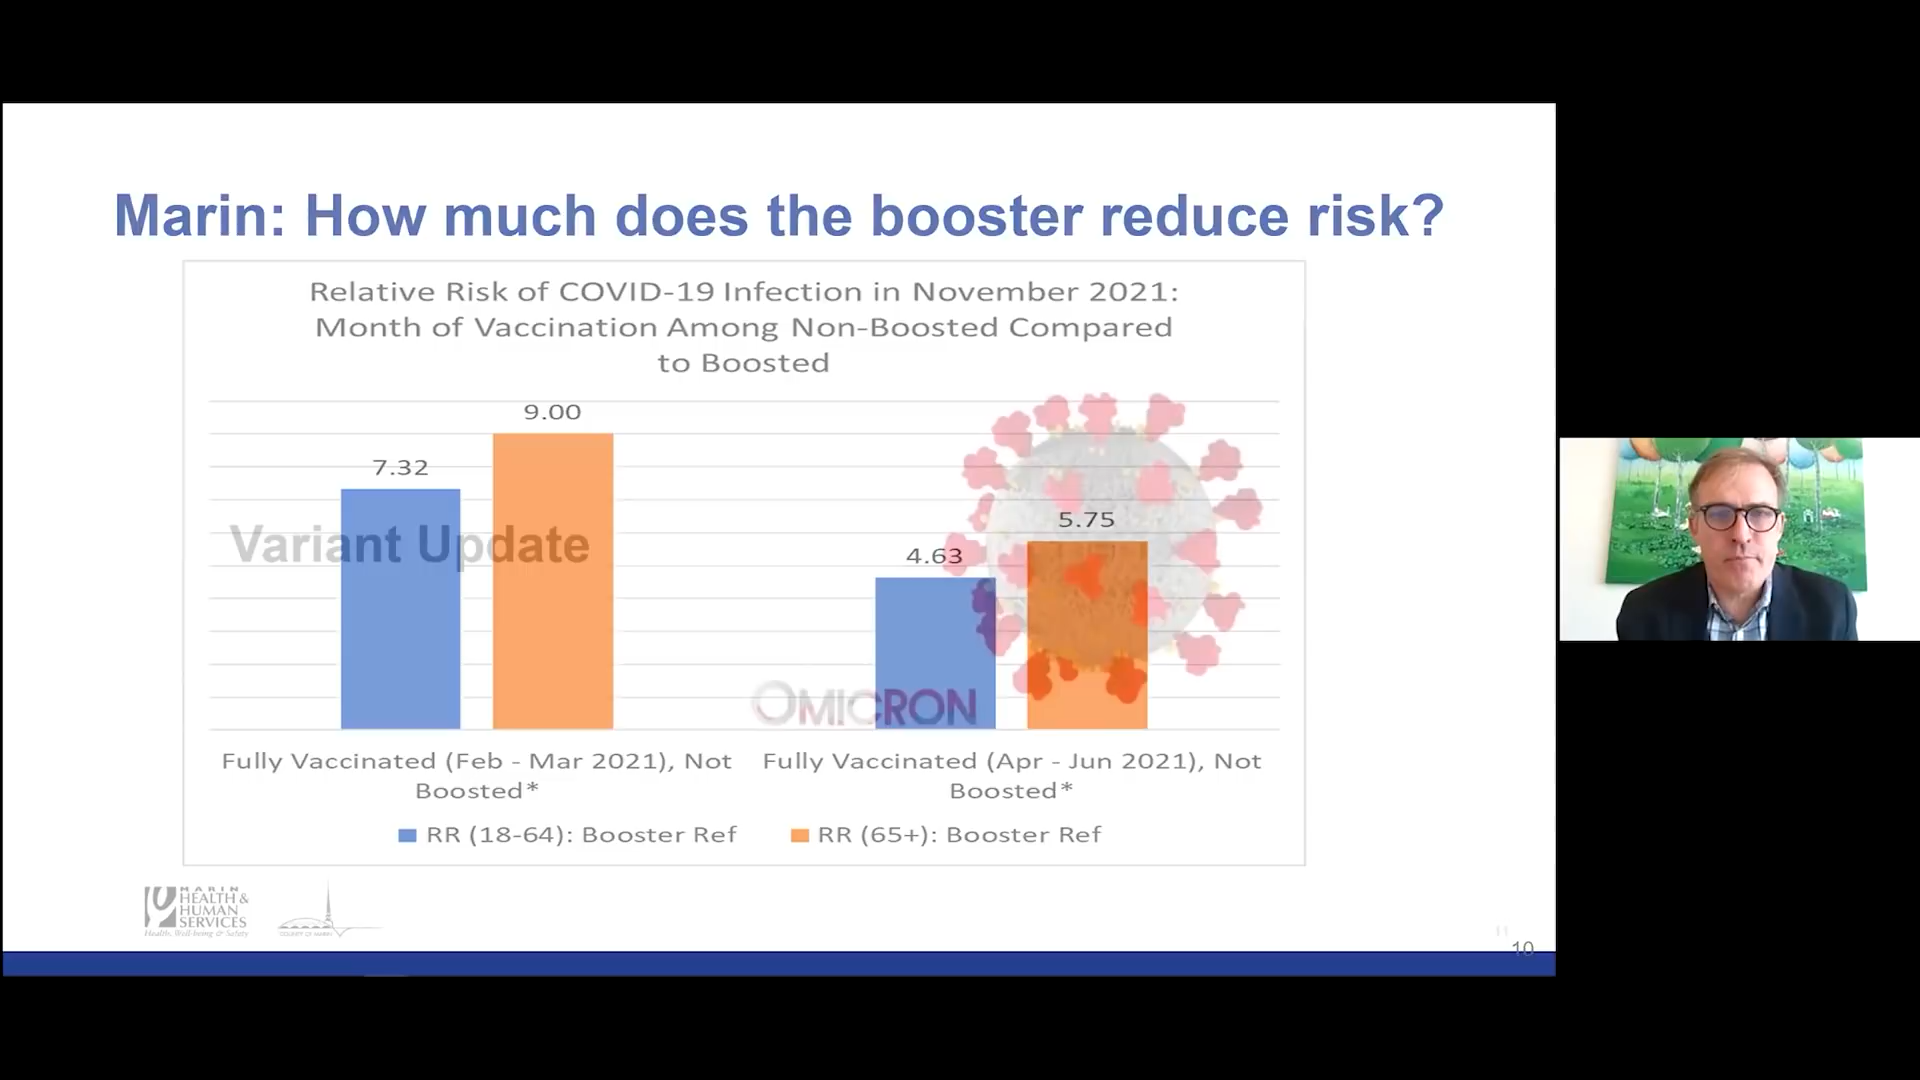 Marin: How much does the booster reduce risk?
Relative Risk of COVID-19 Infection in November 2021:
Month of Vaccination Among Non-Boosted Compared
to Boosted
9.00
7.32
5.75
4.63
Variant Update
OMICRON
Fully Vaccinated (Feb - Mar 2021), Not
Boosted*
Fully Vaccinated (Apr - Jun 2021), Not
Boosted*
RR (18-64): Booster Ref
RR (65+): Booster Ref
MARIN
HEALTH &
HUMAN
SERVICES
Health, Well-being & Safety
COUNTY OF MARIN
11
10